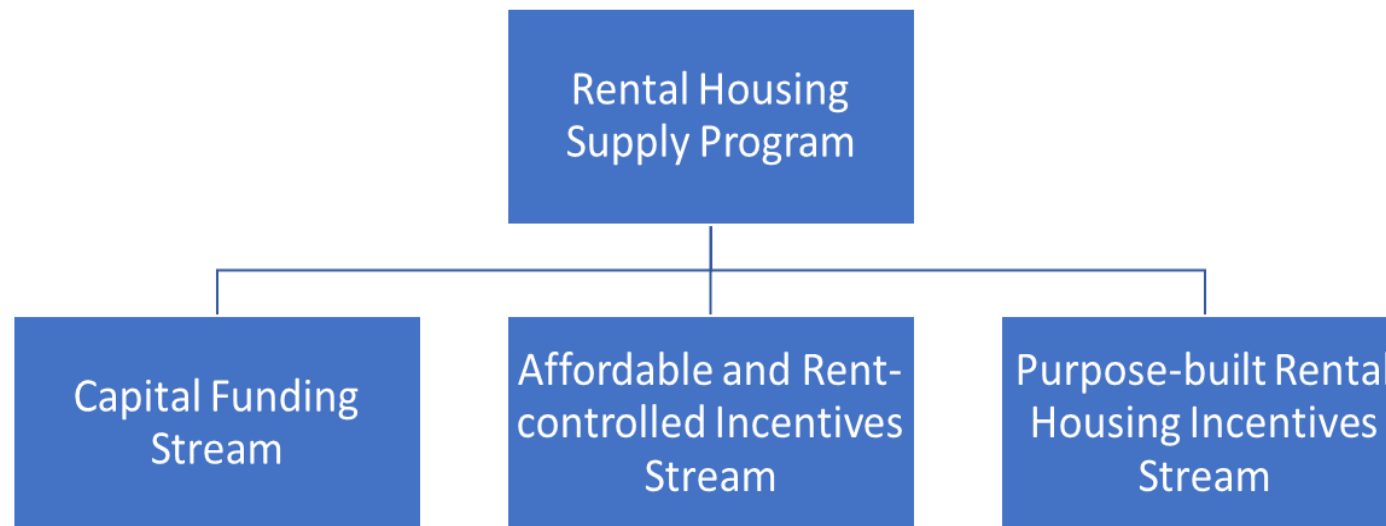 Rental Housing
Supply Program
Capital Funding
Stream
Affordable and Rent-
controlled Incentives
Stream
Purpose-built Rental
Housing Incentives
Stream